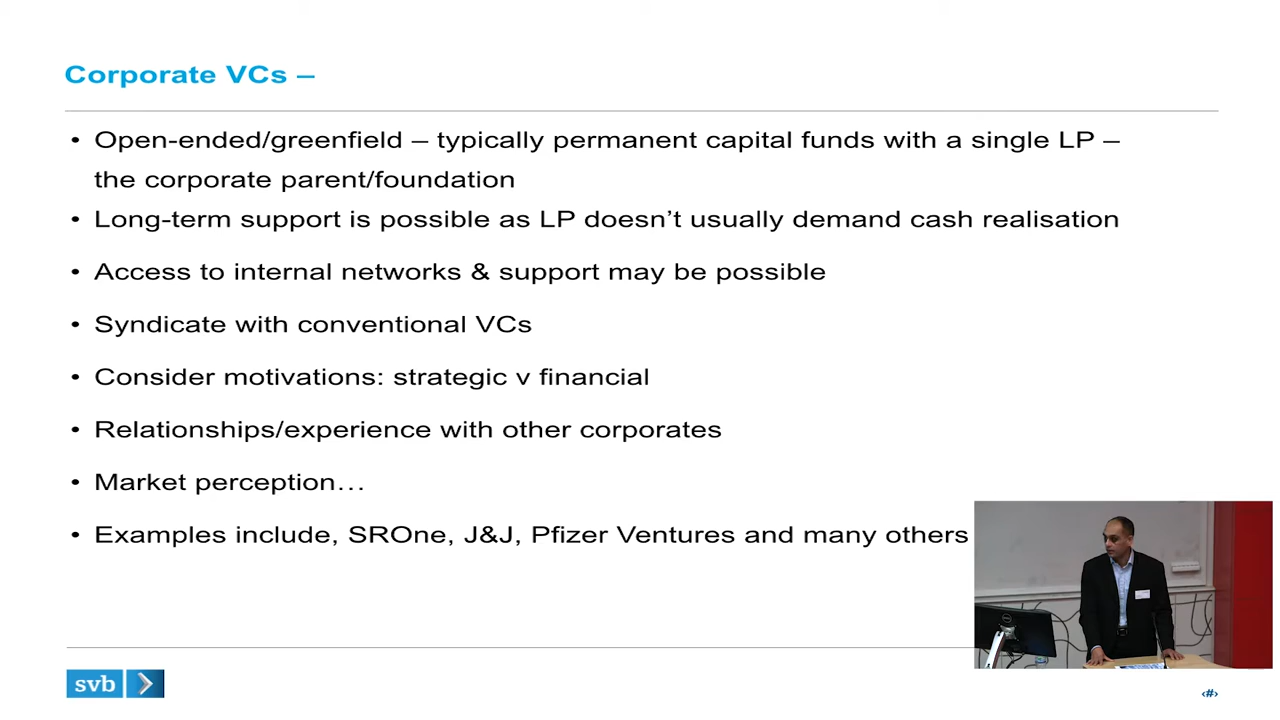 Corporate VCs –
• Open-ended/greenfield – typically permanent capital funds with a single LP –
the corporate parent/foundation
• Long-term support is possible as LP doesn't usually demand cash realisation
• Access to internal networks & support may be possible
• Syndicate with conventional VCs
• Consider motivations: strategic v financial
• Relationships/experience with other corporates
• Market perception…
• Examples include, SROne, J&J, Pfizer Ventures and many others
svb
‹#›